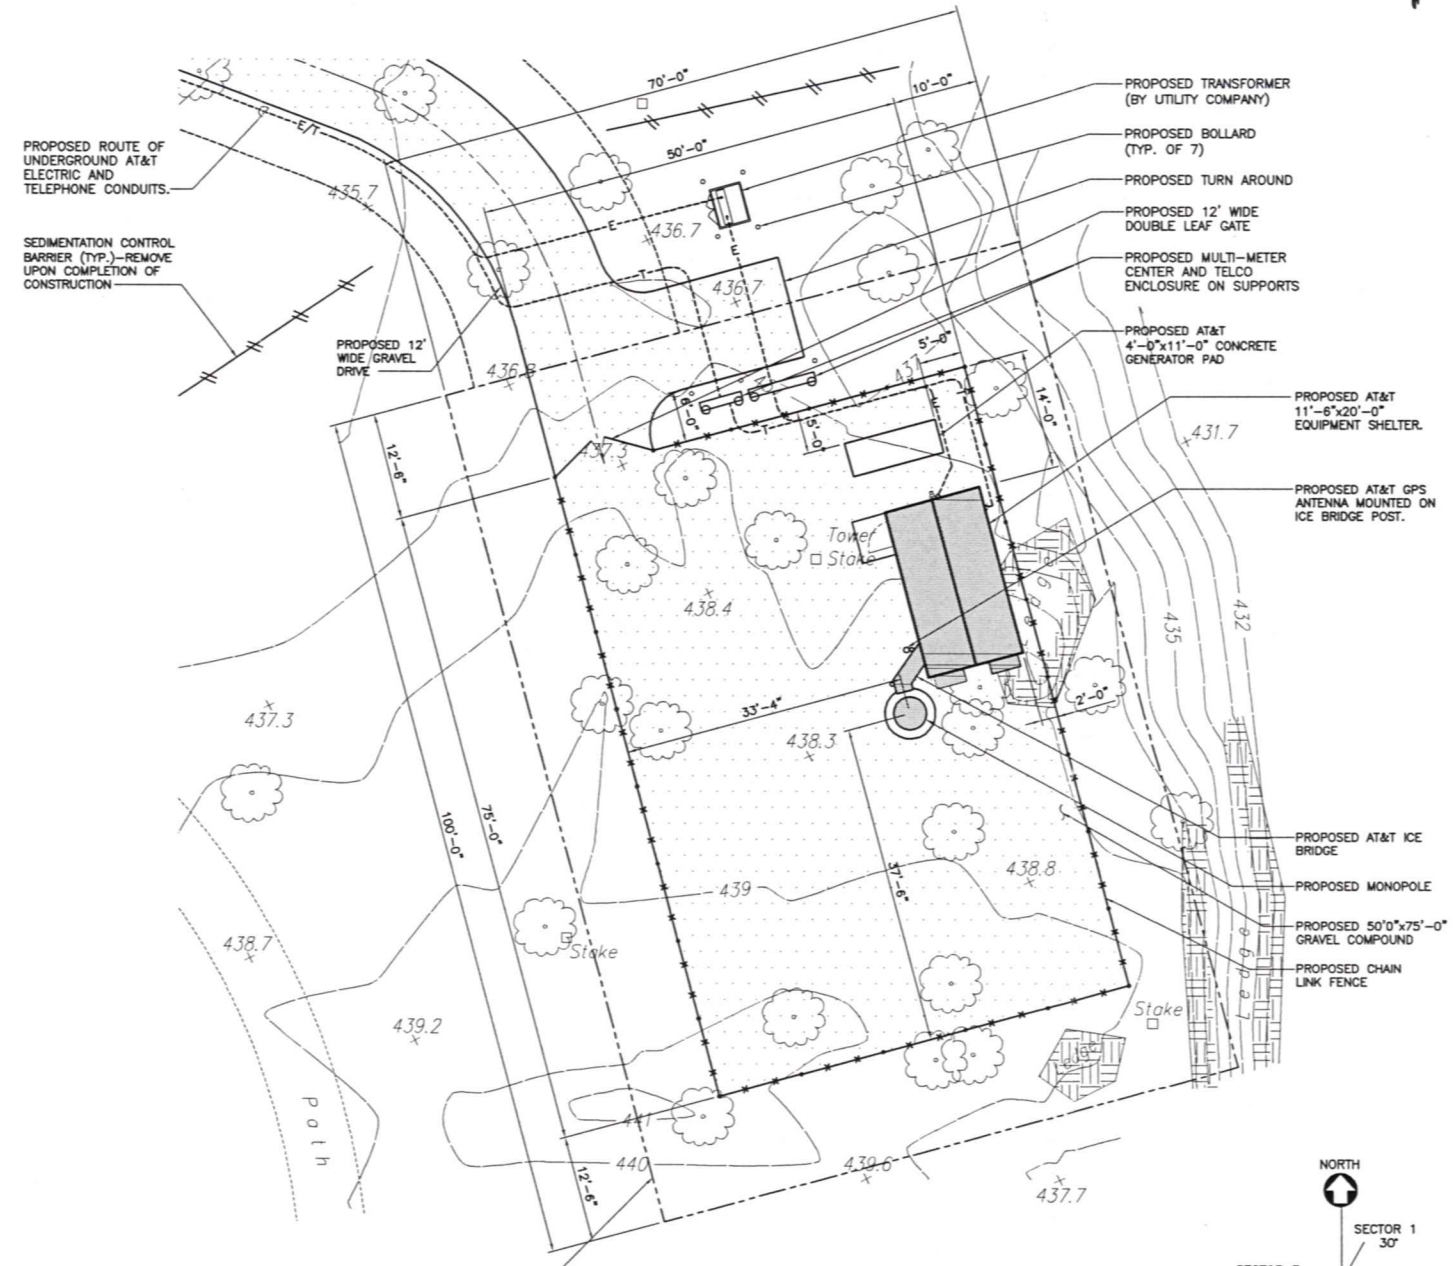 70'-0"
10'-0"
50'-0"
PROPOSED TRANSFORMER
(BY UTILITY COMPANY)
PROPOSED BOLLARD
(TYP. OF 7)
PROPOSED TURN AROUND
PROPOSED 12' WIDE
DOUBLE LEAF GATE
PROPOSED MULTI-METER
CENTER AND TELCO
ENCLOSURE ON SUPPORTS
PROPOSED AT&T
4'-0"x11'-0" CONCRETE
GENERATOR PAD
PROPOSED AT&T
11'-6"x20'-0"
EQUIPMENT SHELTER.
PROPOSED AT&T GPS
ANTENNA MOUNTED ON
ICE BRIDGE POST.
PROPOSED ROUTE OF
UNDERGROUND AT&T
ELECTRIC AND
TELEPHONE CONDUITS.
SEDIMENTATION CONTROL
BARRIER (TYP.)-REMOVE
UPON COMPLETION OF
CONSTRUCTION
PROPOSED 12'
WIDE GRAVEL
DRIVE
E/T
435.7
E
436.7
E
T
436.7
436.8
5'-0"
437
6'-0"
T
5'-0"
E
14'-0"
431.7
437.3
12'-6"
Tower
Stake
438.4
435
432
437.3
33'-4"
438.3
2'-0"
75'-0"
100'-0"
37'-6"
438.8
439
438.7
Stake
439.2
Stake
Ledge
Path
441
440
12'-6"
439.6
437.7
PROPOSED AT&T ICE
BRIDGE
PROPOSED MONOPOLE
PROPOSED 50'0"x75'-0"
GRAVEL COMPOUND
PROPOSED CHAIN
LINK FENCE
NORTH
SECTOR 1
30°